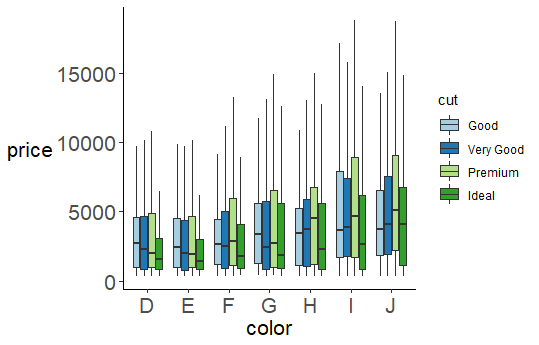 15000
10000
5000
0
price
D E F G H I J
color
cut
Good
Very Good
Premium
Ideal